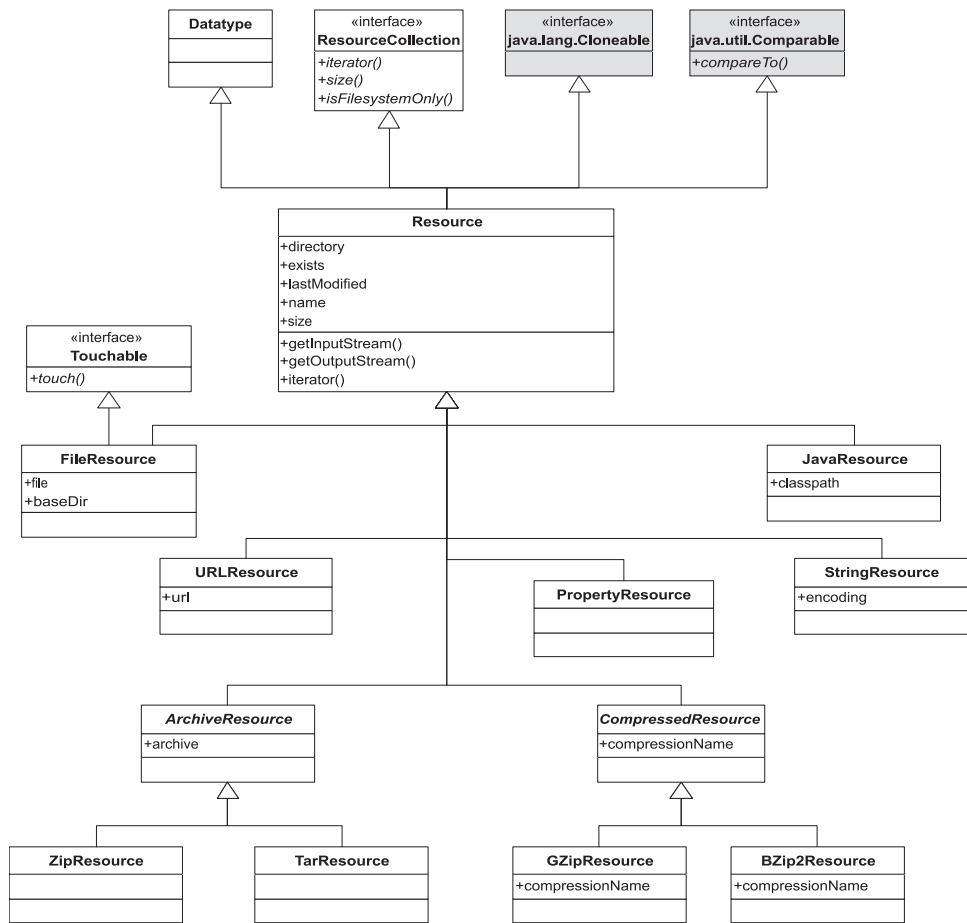 Datatype
«interface»
ResourceCollection
+iterator()
+size()
+isFilesystemOnly()
«interface»
java.lang.Cloneable
«interface»
java.util.Comparable
+compareTo()
Resource
+directory
+exists
+lastModified
+name
+size
+getInputStream()
+getOutputStream()
+iterator()
«interface»
Touchable
+touch()
FileResource
+file
+baseDir
JavaResource
+classpath
URLResource
+url
PropertyResource
StringResource
+encoding
ArchiveResource
+archive
CompressedResource
+compressionName
ZipResource
TarResource
GZipResource
+compressionName
BZip2Resource
+compressionName